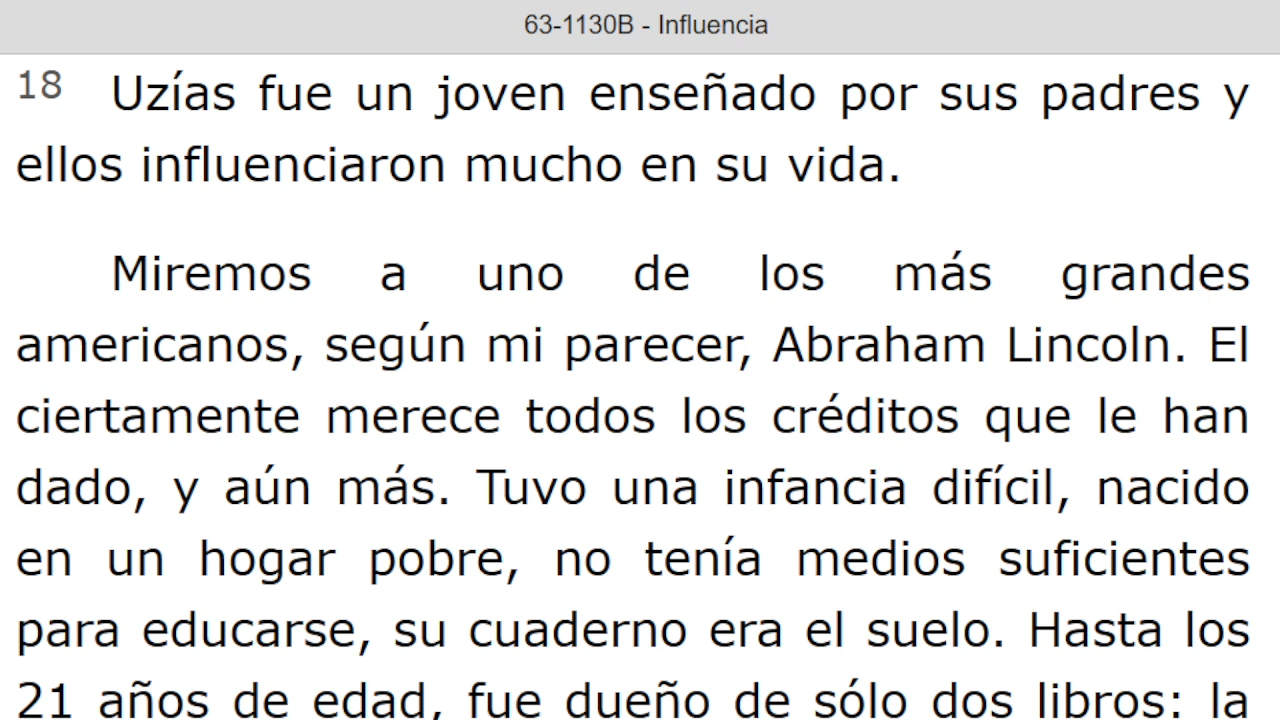 63-1130B - Influencia
18 Uzías fue un joven enseñado por sus padres y
ellos influenciaron mucho en su vida.
Miremos a uno de los más grandes
americanos, según mi parecer, Abraham Lincoln. El
ciertamente merece todos los créditos que le han
dado, y aún más. Tuvo una infancia difícil, nacido
en un hogar pobre, no tenía medios suficientes
para educarse, su cuaderno era el suelo. Hasta los
21 años de edad, fue dueño de sólo dos libros: la